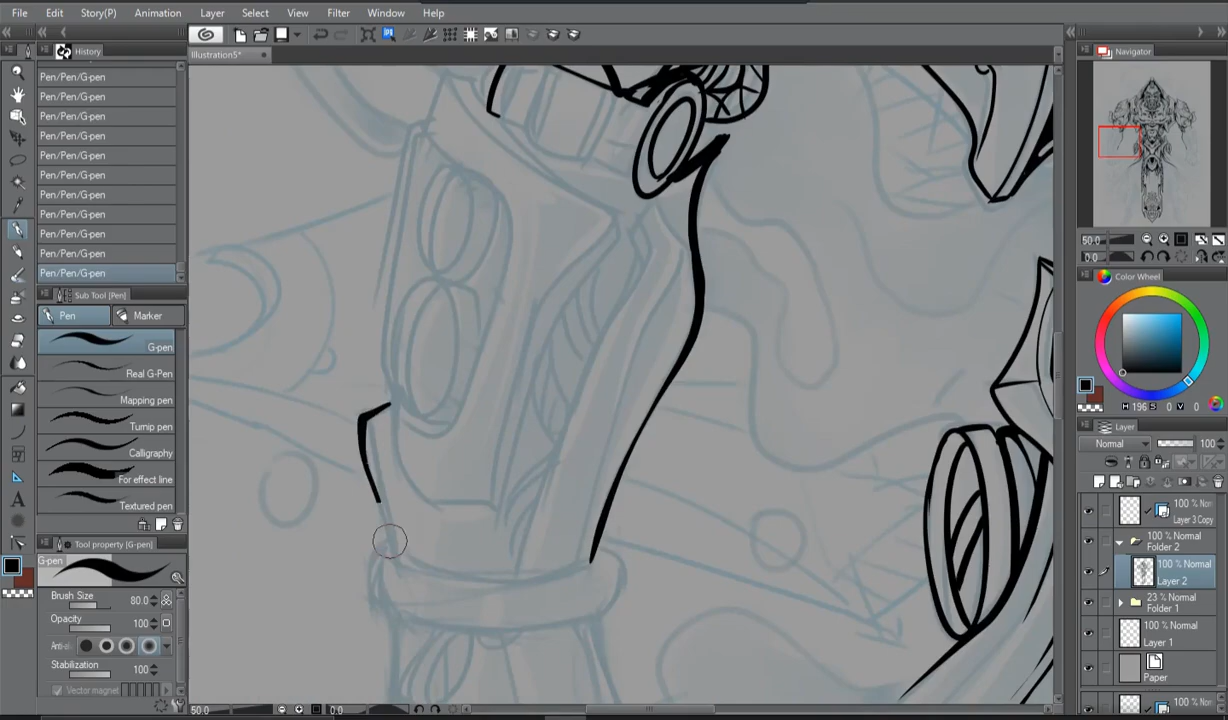 File Edit Story(P) Animation Layer Select View Filter Window Help
Illustration5*
History
Pen/Pen/G-pen
Pen/Pen/G-pen
Pen/Pen/G-pen
Pen/Pen/G-pen
Pen/Pen/G-pen
Pen/Pen/G-pen
Pen/Pen/G-pen
Pen/Pen/G-pen
Pen/Pen/G-pen
Pen/Pen/G-pen
Pen/Pen/G-pen
Sub Tool [Pen]
Pen Marker
G-pen
Real G-Pen
Mapping pen
Turnip pen
Calligraphy
For effect line
Textured pen
Tool property [G-pen]
G-pen
Brush Size 80.0
Opacity 100
Anti-al
Stabilization 100
Vector magnet
50.0 0.0
Navigator
50.0
0.0
Color Wheel
H 196 S 0 V 0
Layer
Normal 100
100 % Nor
Layer 3 Copy
100 % Normal
Folder 2
100 % Normal
Layer 2
23 % Normal
Folder 1
100 % Normal
Layer 1
Paper
100 % Nor